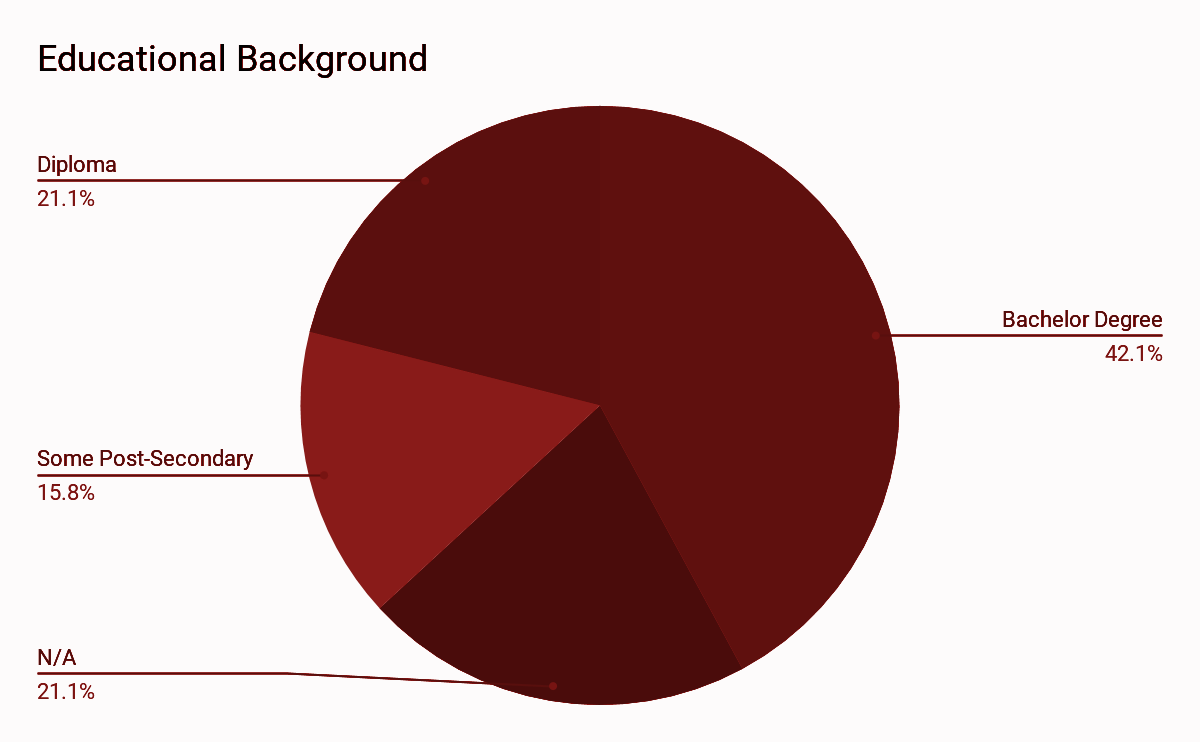 Educational Background
Diploma
21.1%
Bachelor Degree
42.1%
Some Post-Secondary
15.8%
N/A
21.1%